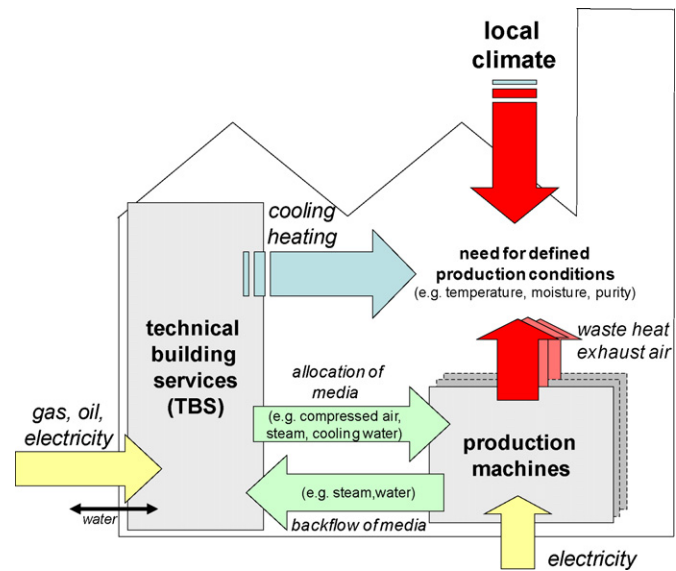 local
climate
cooling
heating
need for defined
production conditions
(e.g. temperature, moisture, purity)
technical
building
services
(TBS)
waste heat
exhaust air
allocation of
media
(e.g. compressed air,
steam, cooling water)
gas, oil,
electricity
production
machines
(e.g. steam,water)
water
backflow of media
electricity